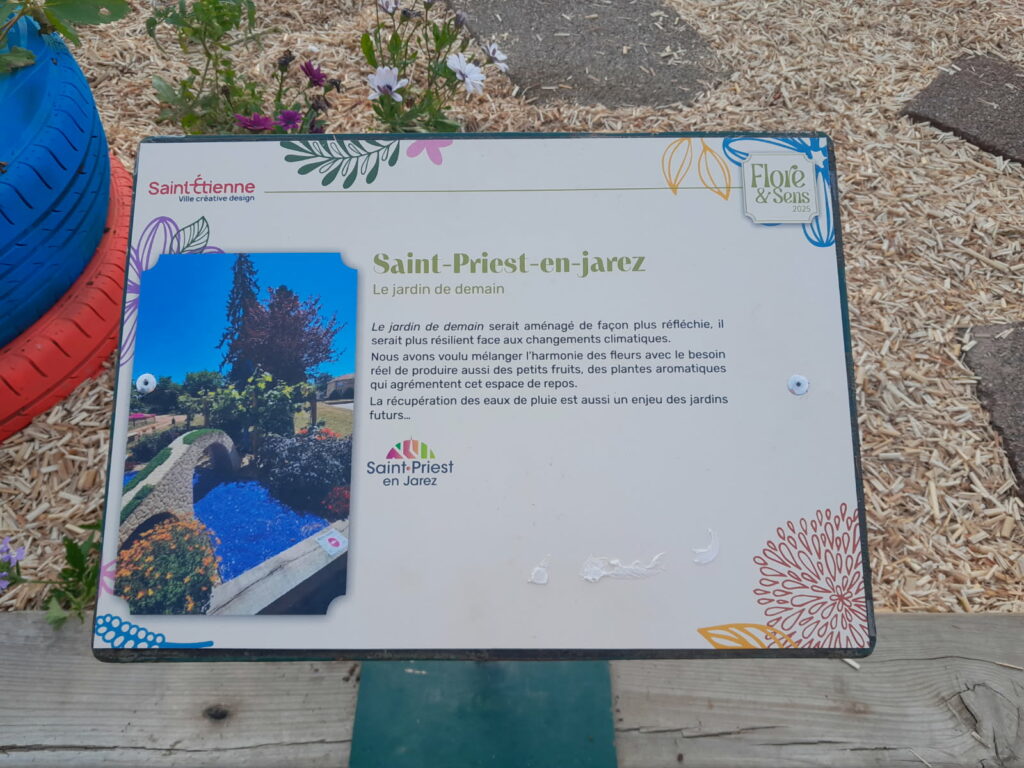 Saint-Étienne
Ville créative design
Flore
& Sens
2025
Saint-Priest-en-jarez
Le jardin de demain
Le jardin de demain serait aménagé de façon plus réfléchie, il
serait plus résilient face aux changements climatiques.
Nous avons voulu mélanger l'harmonie des fleurs avec le besoin
réel de produire aussi des petits fruits, des plantes aromatiques
qui agrémentent cet espace de repos.
La récupération des eaux de pluie est aussi un enjeu des jardins
futurs...
Saint-Priest
en Jarez